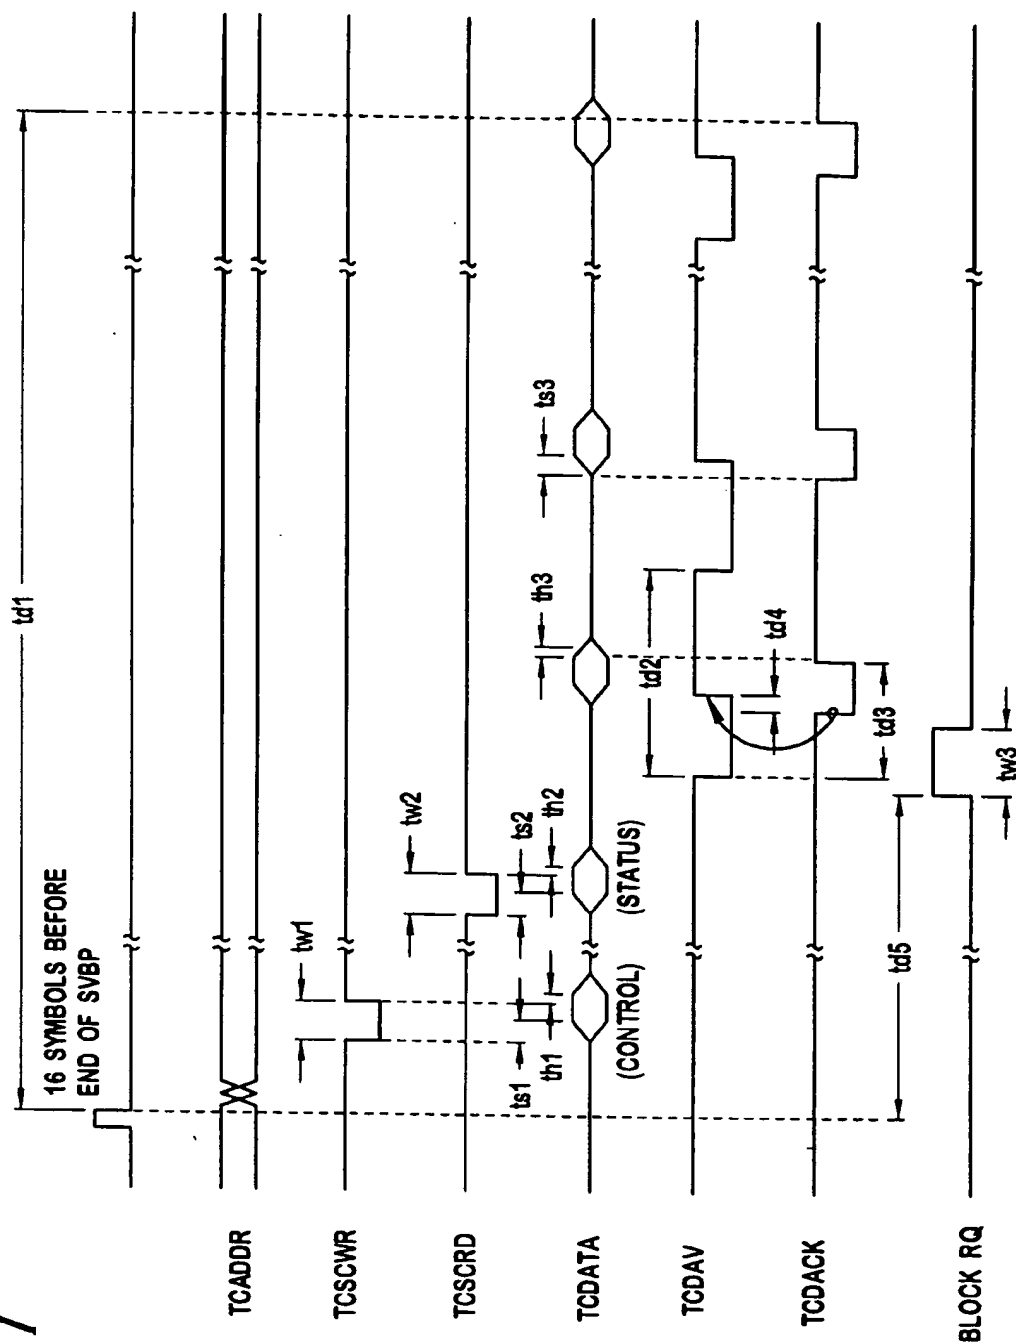 td1
16 SYMBOLS BEFORE
END OF SVBP
TCADDR
tw1
TCSCWR
tw2
TCSCRD
ts1
ts2
th1
th2
th3
ts3
TCDATA
(CONTROL)
(STATUS)
td2
TCDAV
td4
TCDACK
td3
td5
BLOCK RQ
tw3